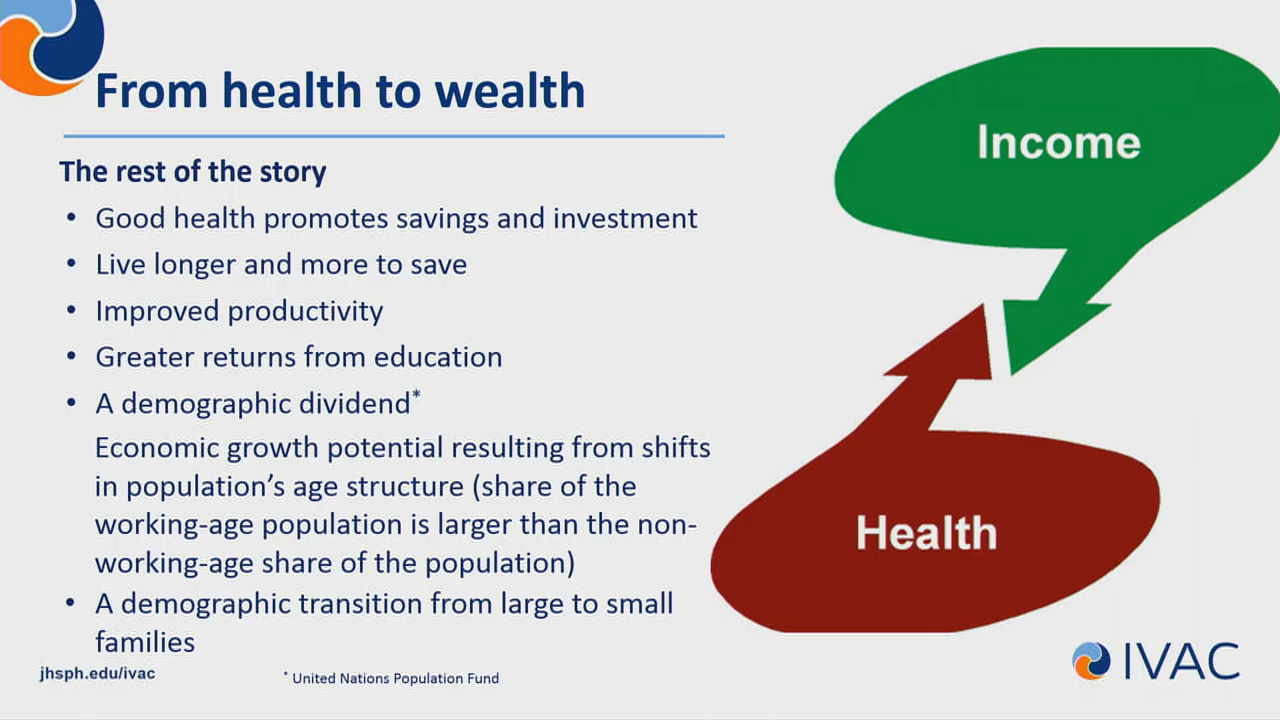 From health to wealth
The rest of the story
• Good health promotes savings and investment
• Live longer and more to save
• Improved productivity
• Greater returns from education
• A demographic dividend*
Economic growth potential resulting from shifts
in population’s age structure (share of the
working-age population is larger than the non-
working-age share of the population)
• A demographic transition from large to small
families
Income
Health
jhsph.edu/ivac
* United Nations Population Fund
IVAC